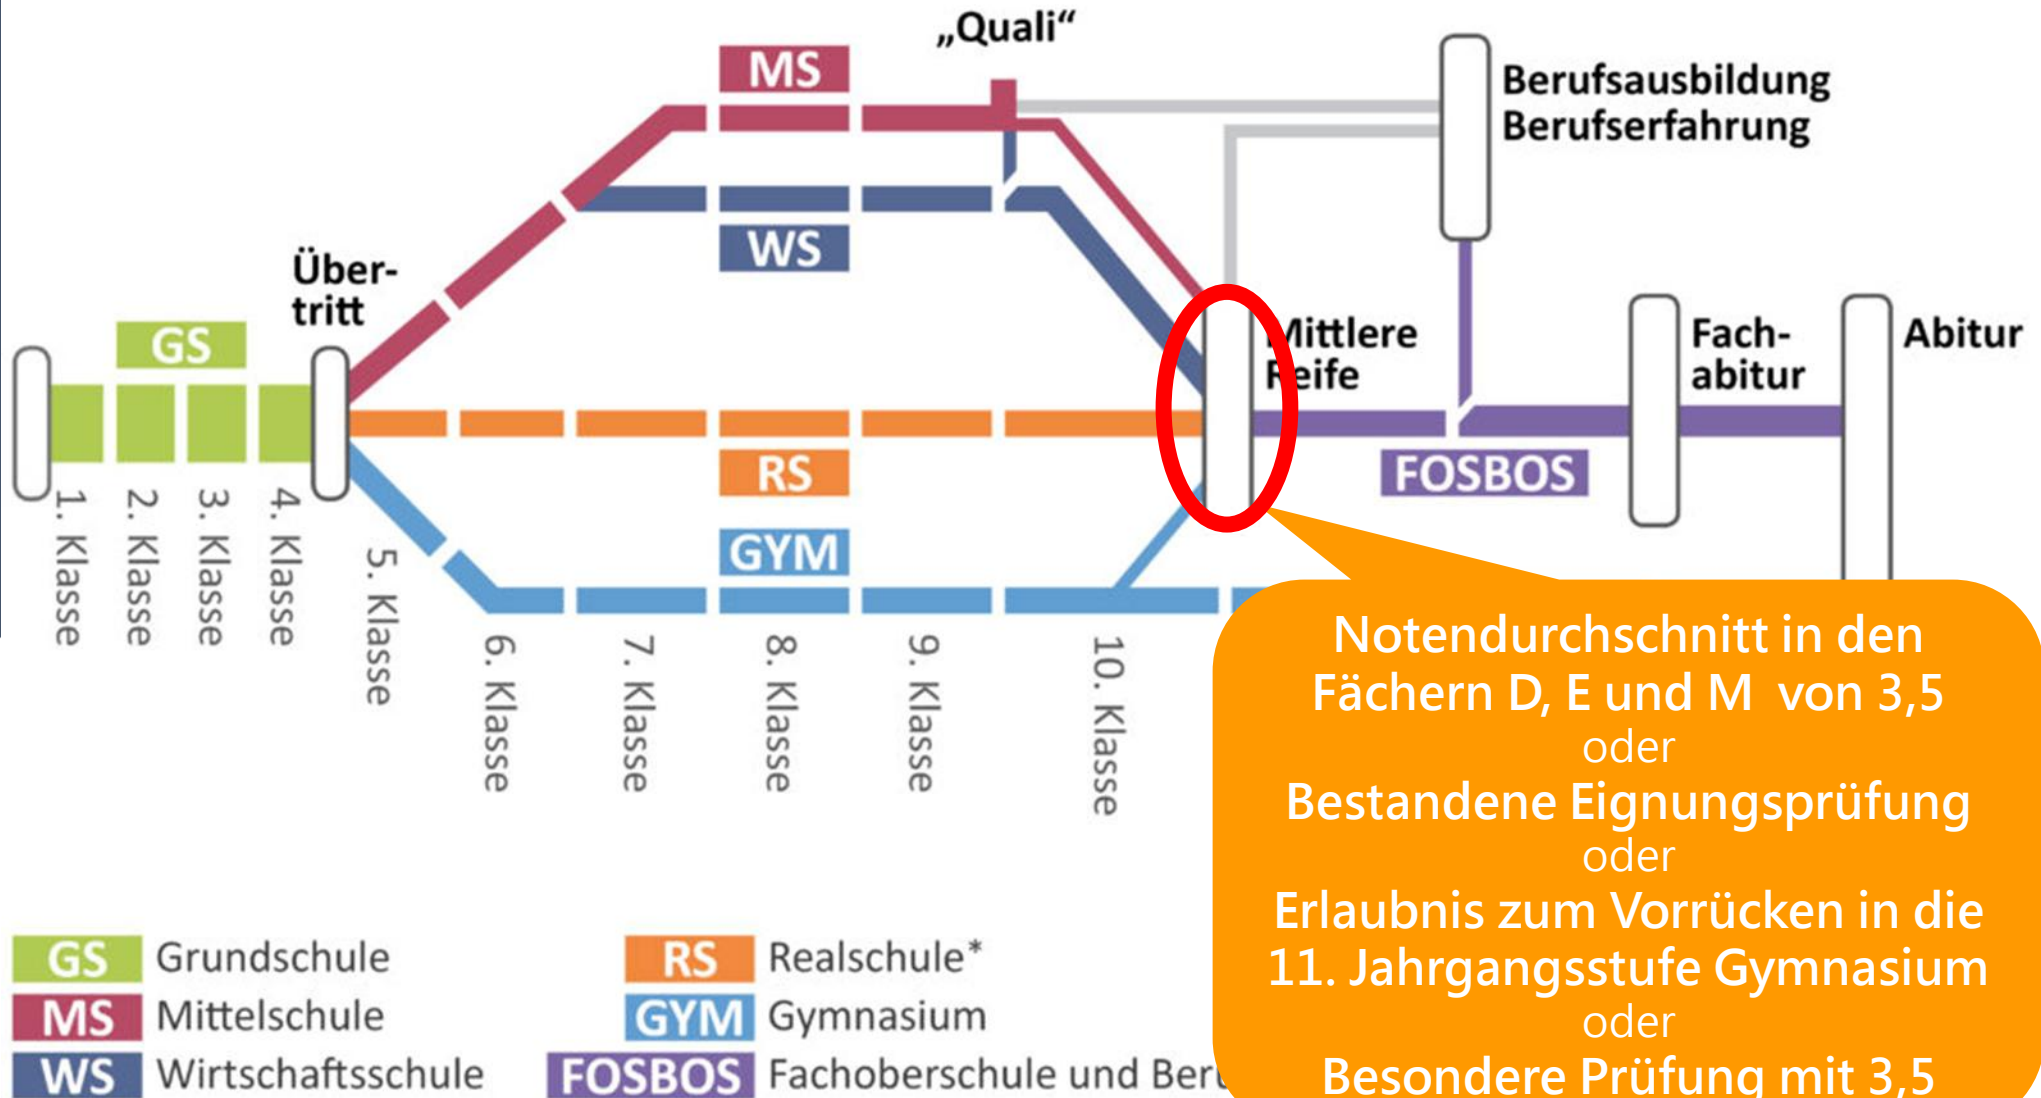 „Quali“
MS
Berufsausbildung
Berufserfahrung
WS
Über-
tritt
GS
Mittlere
Reife
Fach-
abitur
Abitur
RS
FOSBOS
GYM
1. Klasse
2. Klasse
3. Klasse
4. Klasse
5. Klasse
6. Klasse
7. Klasse
8. Klasse
9. Klasse
10. Klasse
Notendurchschnitt in den
Fächern D, E und M von 3,5
oder
Bestandene Eignungsprüfung
oder
Erlaubnis zum Vorrücken in die
11. Jahrgangsstufe Gymnasium
oder
Besondere Prüfung mit 3,5
GS Grundschule
MS Mittelschule
WS Wirtschaftsschule
RS Realschule*
GYM Gymnasium
FOSBOS Fachoberschule und